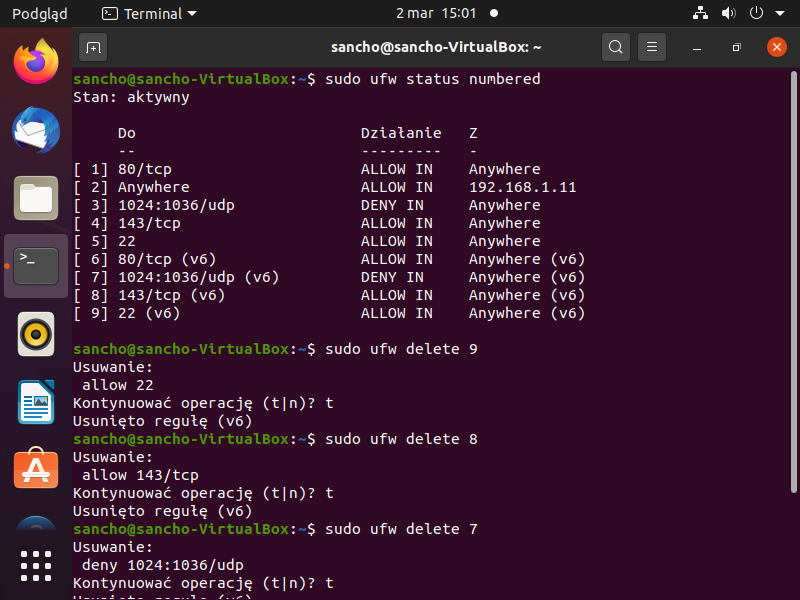 Podgląd Terminal 2 mar 15:01
sancho@sancho-VirtualBox: ~
sancho@sancho-VirtualBox:~$ sudo ufw status numbered
Stan: aktywny
Do Działanie Z
-- --------- -
[ 1] 80/tcp ALLOW IN Anywhere
[ 2] Anywhere ALLOW IN 192.168.1.11
[ 3] 1024:1036/udp DENY IN Anywhere
[ 4] 143/tcp ALLOW IN Anywhere
[ 5] 22 ALLOW IN Anywhere
[ 6] 80/tcp (v6) ALLOW IN Anywhere (v6)
[ 7] 1024:1036/udp (v6) DENY IN Anywhere (v6)
[ 8] 143/tcp (v6) ALLOW IN Anywhere (v6)
[ 9] 22 (v6) ALLOW IN Anywhere (v6)
sancho@sancho-VirtualBox:~$ sudo ufw delete 9
Usuwanie:
allow 22
Kontynuować operację (t|n)? t
Usunięto regułę (v6)
sancho@sancho-VirtualBox:~$ sudo ufw delete 8
Usuwanie:
allow 143/tcp
Kontynuować operację (t|n)? t
Usunięto regułę (v6)
sancho@sancho-VirtualBox:~$ sudo ufw delete 7
Usuwanie:
deny 1024:1036/udp
Kontynuować operację (t|n)? t
Usunięto regułę (v6)